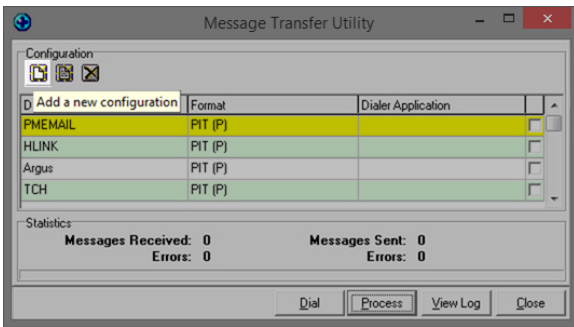 Message Transfer Utility
Configuration
D Format Dialer Application
Add a new configuration
PMEMAIL PIT (P)
HLINK PIT (P)
Argus PIT (P)
TCH PIT (P)
Statistics
Messages Received: 0 Messages Sent: 0
Errors: 0 Errors: 0
Dial Process View Log Close